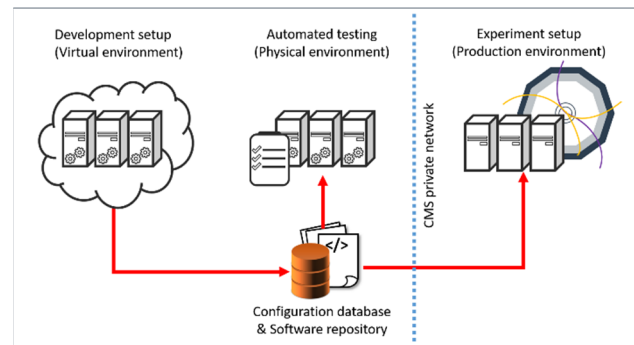 Development setup
(Virtual environment)
Automated testing
(Physical environment)
Experiment setup
(Production environment)
CMS private network
</>
Configuration database
& Software repository